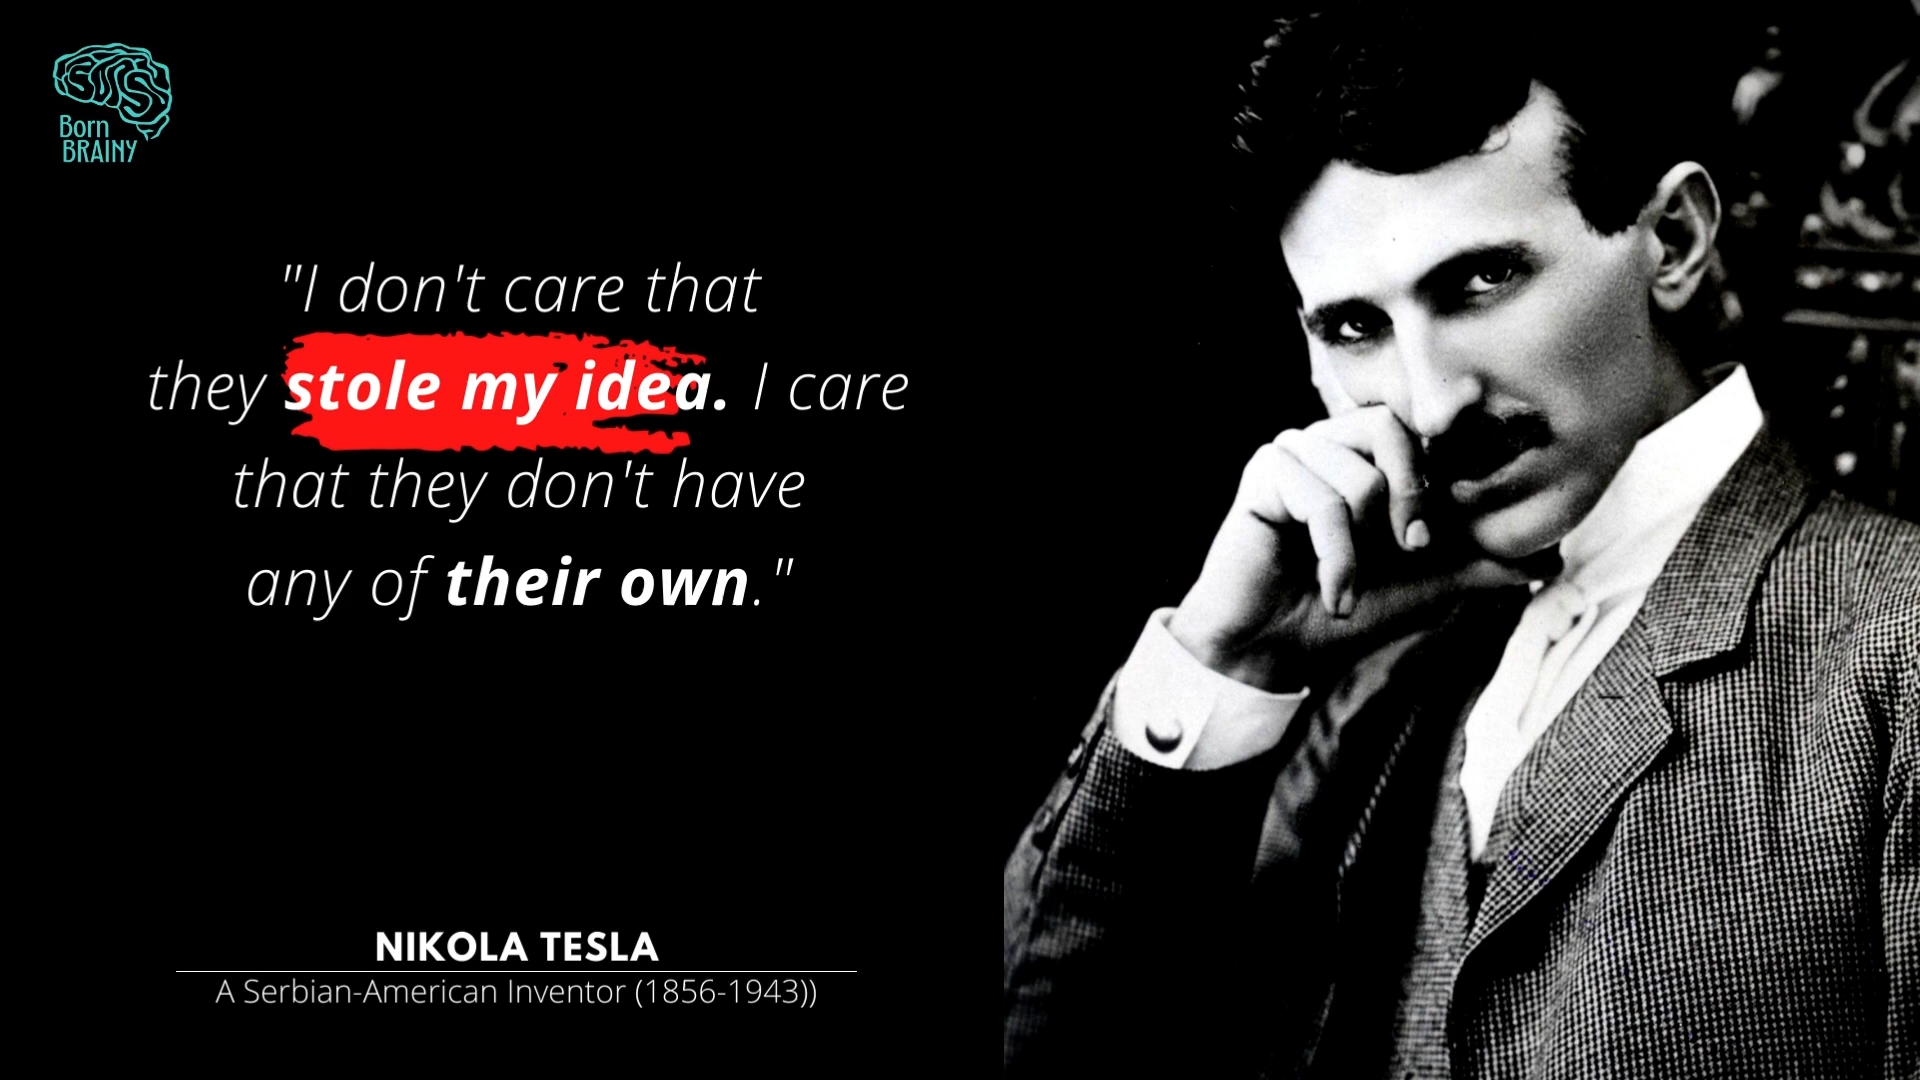 Born
BRAINY
"I don't care that
they stole my idea. I care
that they don't have
any of their own."
NIKOLA TESLA
A Serbian-American Inventor (1856-1943))